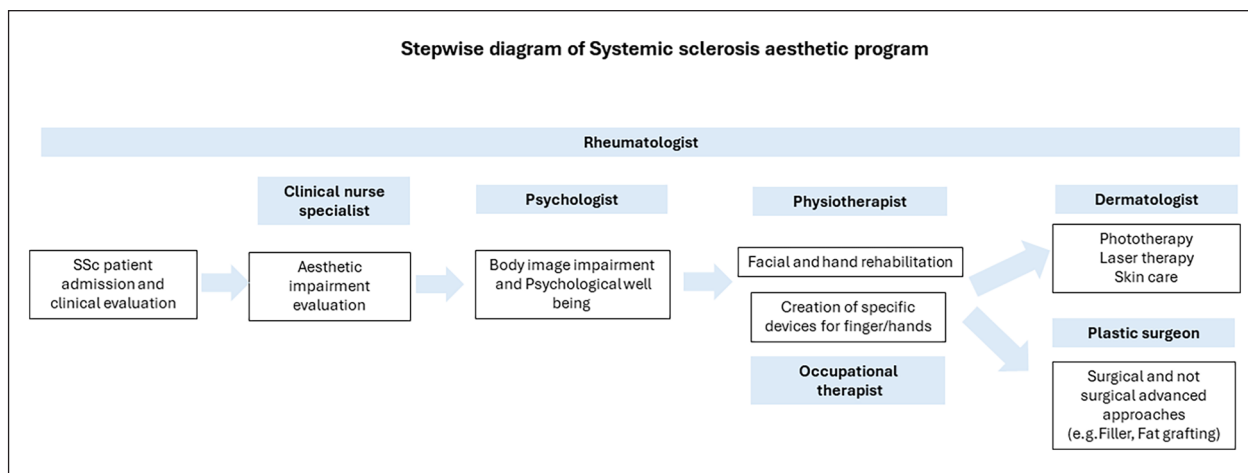 Stepwise diagram of Systemic sclerosis aesthetic program
Rheumatologist
SSc patient
admission and
clinical evaluation
Clinical nurse
specialist
Aesthetic
impairment
evaluation
Psychologist
Body image impairment
and Psychological well
being
Physiotherapist
Facial and hand rehabilitation
Creation of specific
devices for finger/hands
Occupational
therapist
Dermatologist
Phototherapy
Laser therapy
Skin care
Plastic surgeon
Surgical and not
surgical advanced
approaches
(e.g.Filler, Fat grafting)